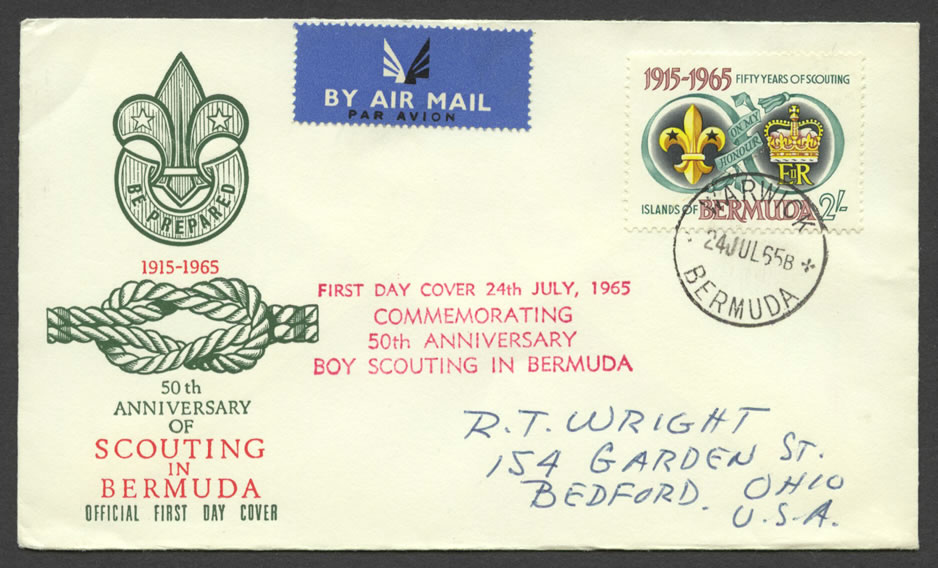 BY AIR MAIL
PAR AVION
1915-1965 FIFTY YEARS OF SCOUTING
ON MY
HONOUR
EIIR
ISLANDS OF BERMUDA 2/-
WARWICK
24 JUL 65 B
BERMUDA
BE PREPARED
1915-1965
50th
ANNIVERSARY
OF
SCOUTING
IN
BERMUDA
OFFICIAL FIRST DAY COVER
FIRST DAY COVER 24th JULY, 1965
COMMEMORATING
50th ANNIVERSARY
BOY SCOUTING IN BERMUDA
R.T. WRIGHT
154 GARDEN ST.
BEDFORD, OHIO
U.S.A.